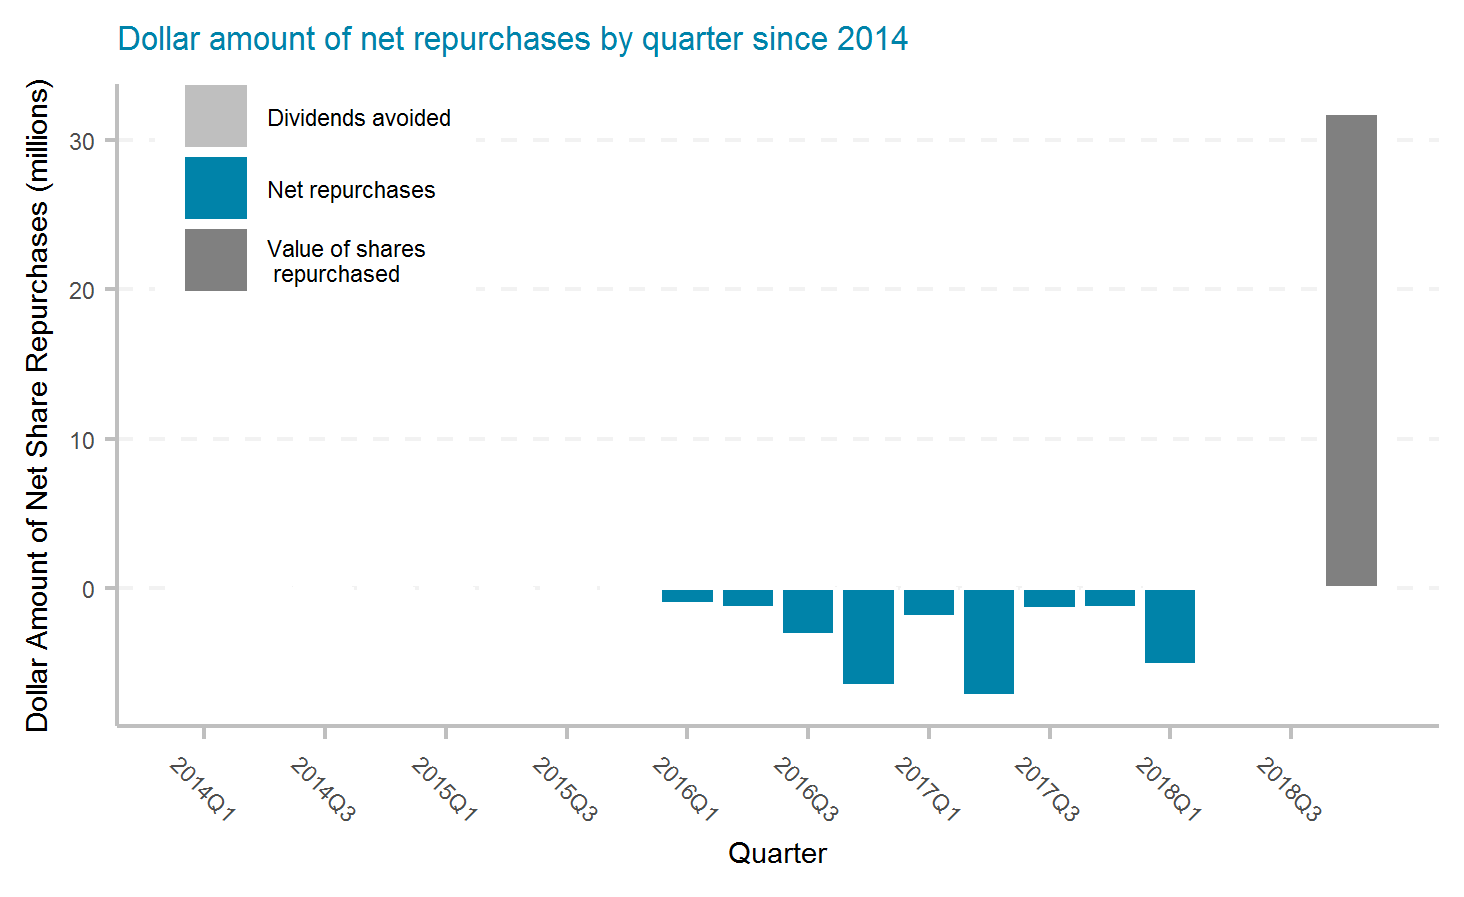 Dollar amount of net repurchases by quarter since 2014
Dollar Amount of Net Share Repurchases (millions)
Dividends avoided
Net repurchases
Value of shares
repurchased
30
20
10
0
2014Q1
2014Q3
2015Q1
2015Q3
2016Q1
2016Q3
2017Q1
2017Q3
2018Q1
2018Q3
Quarter